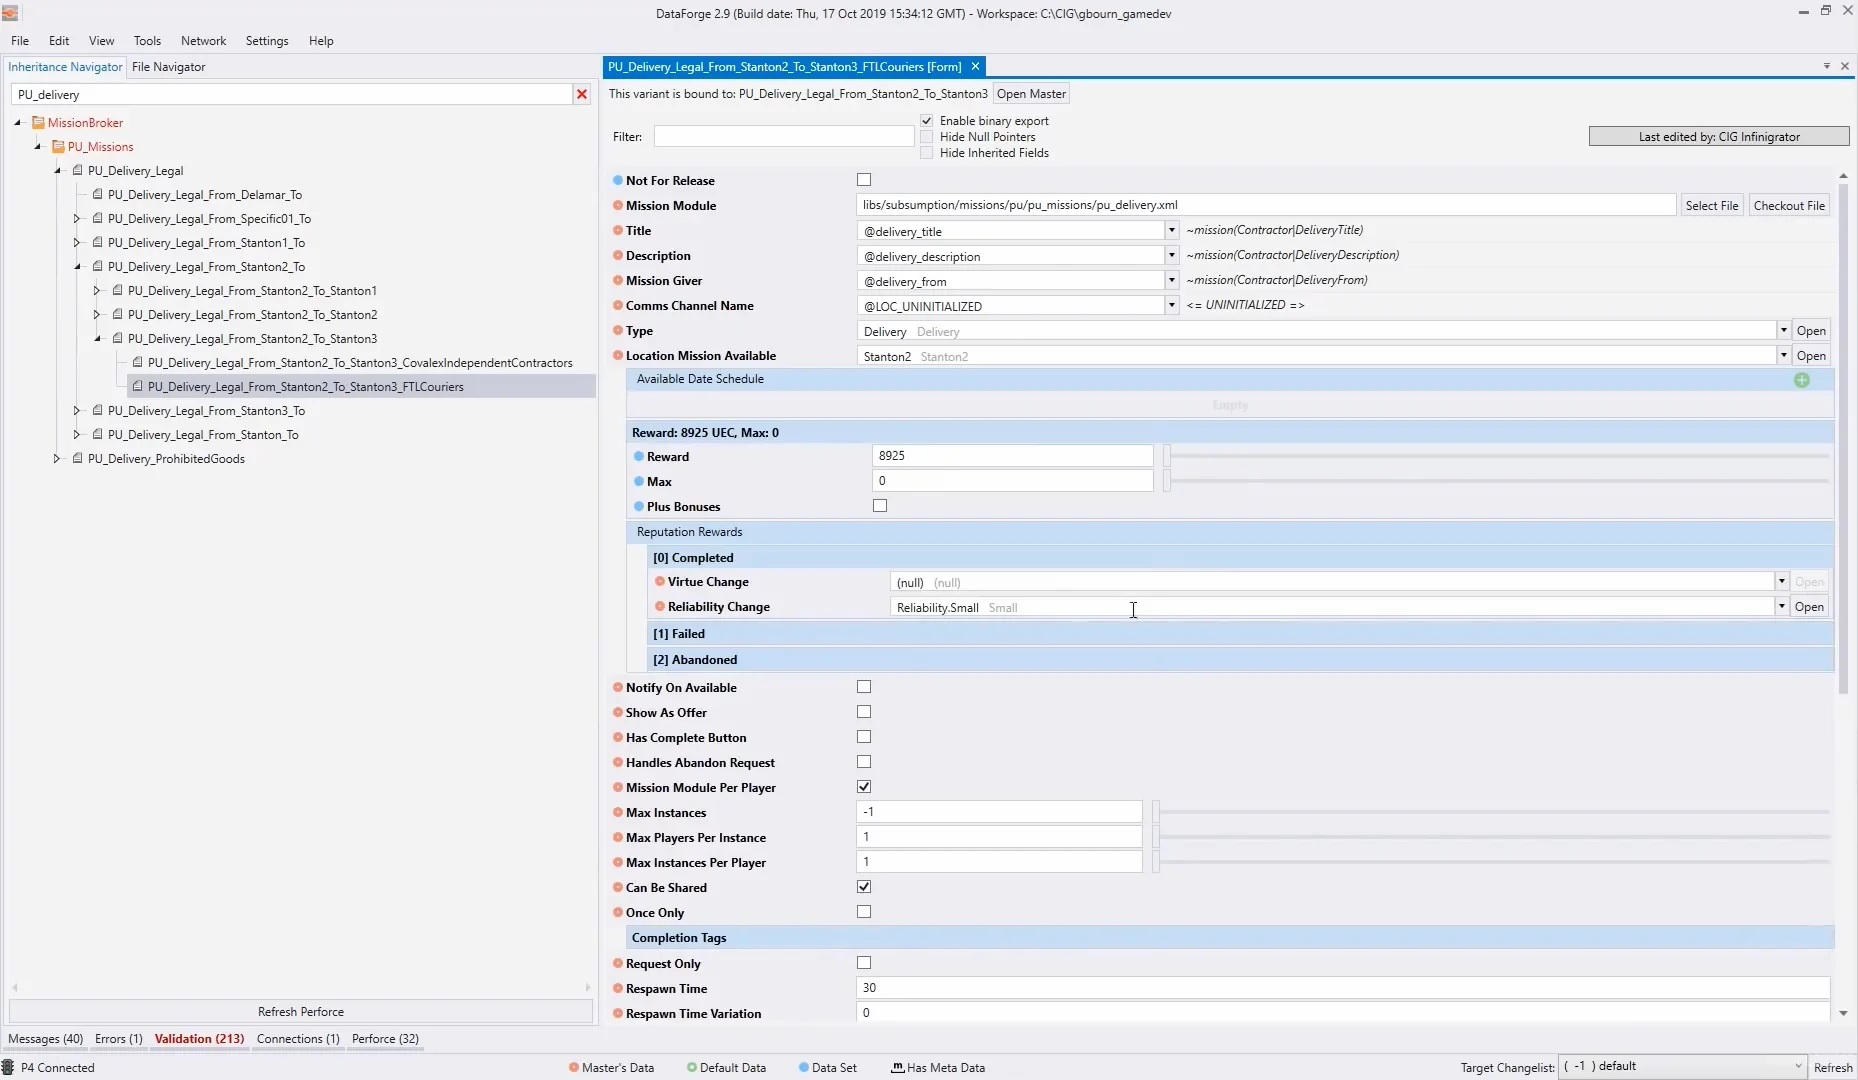 DataForge 2.9 (Build date: Thu, 17 Oct 2019 15:34:12 GMT) - Workspace: C:\CIG\gbourn_gamedev
File Edit View Tools Network Settings Help
Inheritance Navigator File Navigator
PU_delivery
MissionBroker
PU_Missions
PU_Delivery_Legal
PU_Delivery_Legal_From_Delamar_To
PU_Delivery_Legal_From_Specific01_To
PU_Delivery_Legal_From_Stanton1_To
PU_Delivery_Legal_From_Stanton2_To
PU_Delivery_Legal_From_Stanton2_To_Stanton1
PU_Delivery_Legal_From_Stanton2_To_Stanton2
PU_Delivery_Legal_From_Stanton2_To_Stanton3
PU_Delivery_Legal_From_Stanton2_To_Stanton3_CovalexIndependentContractors
PU_Delivery_Legal_From_Stanton2_To_Stanton3_FTLCouriers
PU_Delivery_Legal_From_Stanton3_To
PU_Delivery_Legal_From_Stanton_To
PU_Delivery_ProhibitedGoods
Refresh Perforce
PU_Delivery_Legal_From_Stanton2_To_Stanton3_FTLCouriers [Form]
This variant is bound to: PU_Delivery_Legal_From_Stanton2_To_Stanton3 Open Master
Filter:
Enable binary export
Hide Null Pointers
Hide Inherited Fields
Last edited by: CIG Infinigrator
Not For Release
Mission Module libs/subsumption/missions/pu/pu_missions/pu_delivery.xml Select File Checkout File
Title @delivery_title ~mission(Contractor|DeliveryTitle)
Description @delivery_description ~mission(Contractor|DeliveryDescription)
Mission Giver @delivery_from ~mission(Contractor|DeliveryFrom)
Comms Channel Name @LOC_UNINITIALIZED <= UNINITIALIZED =>
Type Delivery Delivery Open
Location Mission Available Stanton2 Stanton2 Open
Available Date Schedule
Empty
Reward: 8925 UEC, Max: 0
Reward 8925
Max 0
Plus Bonuses
Reputation Rewards
[0] Completed
Virtue Change (null) (null) Open
Reliability Change Reliability.Small Small Open
[1] Failed
[2] Abandoned
Notify On Available
Show As Offer
Has Complete Button
Handles Abandon Request
Mission Module Per Player
Max Instances -1
Max Players Per Instance 1
Max Instances Per Player 1
Can Be Shared
Once Only
Completion Tags
Request Only
Respawn Time 30
Respawn Time Variation 0
Messages (40) Errors (1) Validation (213) Connections (1) Perforce (32)
P4 Connected Master's Data Default Data Data Set m Has Meta Data Target Changelist: ( -1 ) default Refresh